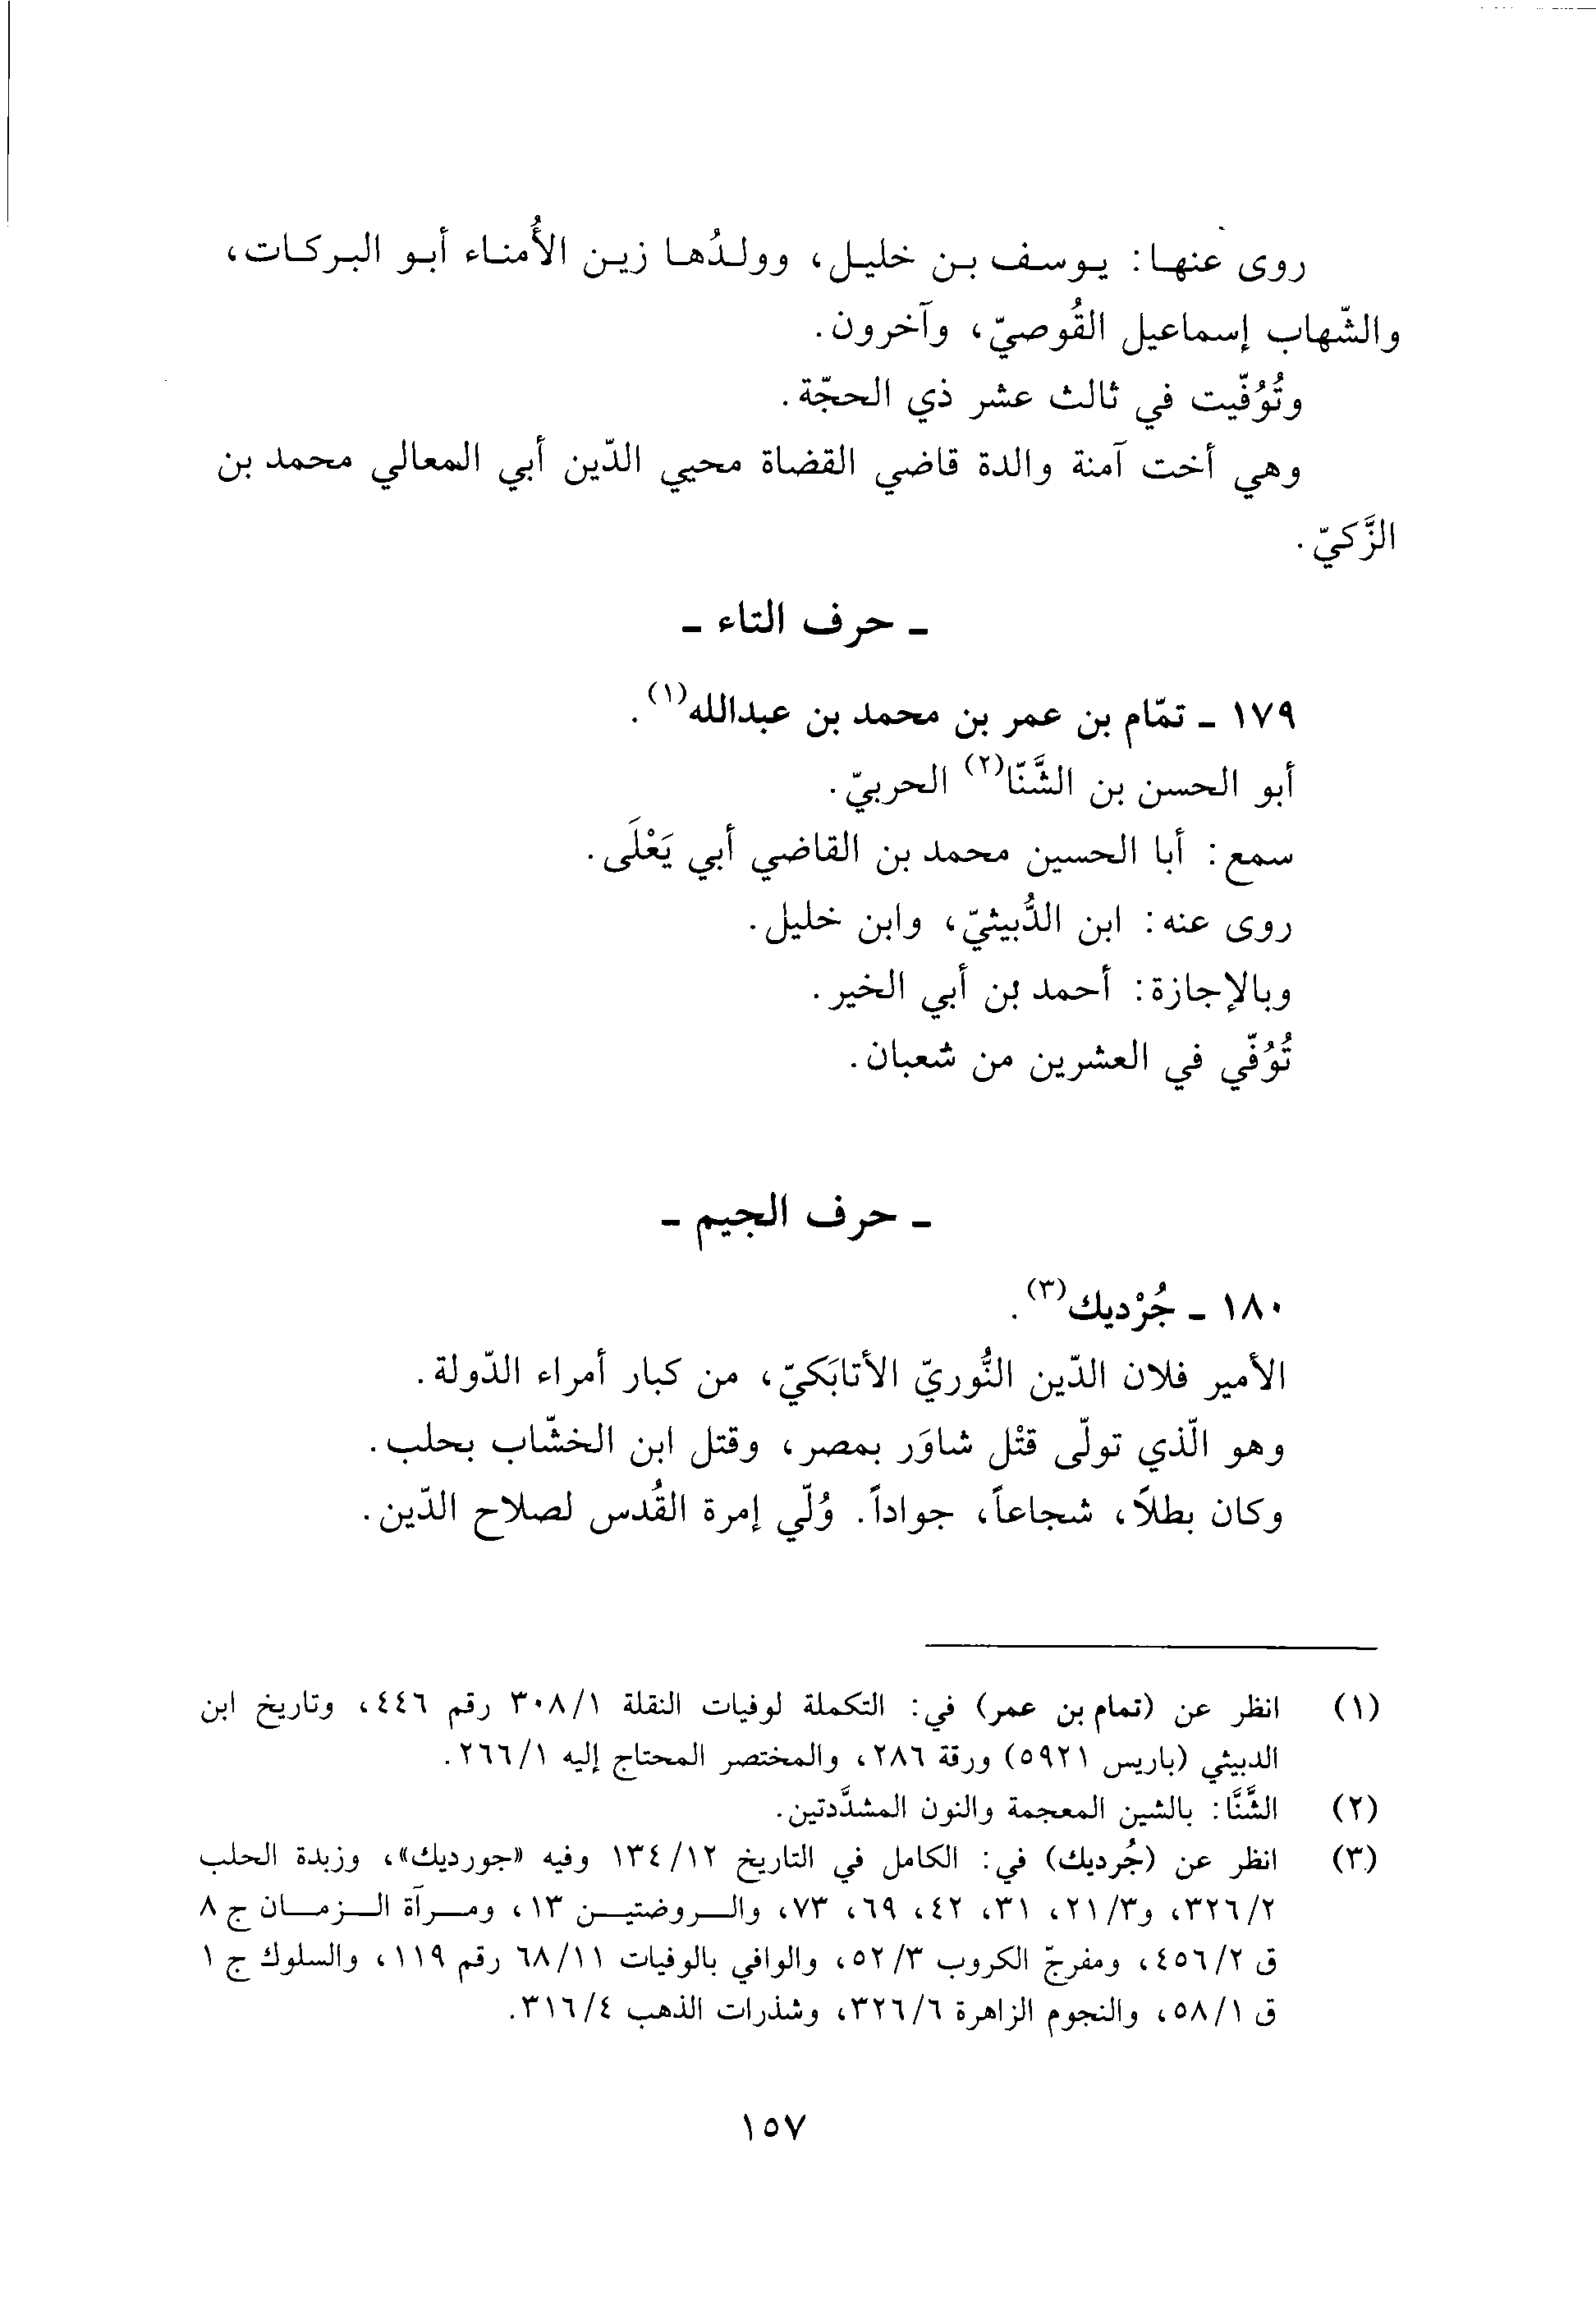 روى عنها: يوسف بن خليل، وولدُها زين الأُمناء أبو البركات،
والشّهاب إسماعيل القُوصيّ، وآخرون.
وتُوُفّيت في ثالث عشر ذي الحجّة.
وهي أخت آمنة والدة قاضي القضاة محيي الدّين أبي المعالي محمد بن
الزَّكيّ.
ـ حرف التاء ـ
١٧٩ ـ تمّام بن عمر بن محمد بن عبدالله(١).
أبو الحسن بن الشَّنّا(٢) الحربيّ.
سمع: أبا الحسين محمد بن القاضي أبي يَعْلَى.
روى عنه: ابن الدُّبيثيّ، وابن خليل.
وبالإجازة: أحمد بن أبي الخير.
تُوُفّي في العشرين من شعبان.
ـ حرف الجيم ـ
١٨٠ ـ جُرْديك(٣).
الأمير فلان الدّين النُّوريّ الأتابَكيّ، من كبار أمراء الدّولة.
وهو الّذي تولّى قتْل شاوَر بمصر، وقتل ابن الخشّاب بحلب.
وكان بطلاً، شجاعاً، جواداً. وُلّي إمرة القُدس لصلاح الدّين.
(١) انظر عن (تمام بن عمر) في: التكملة لوفيات النقلة ٣٠٨/١ رقم ٤٤٦، وتاريخ ابن
الدبيثي (باريس ٥٩٢١) ورقة ٢٨٦، والمختصر المحتاج إليه ٢٦٦/١.
(٢) الشَّنَّا: بالشين المعجمة والنون المشدَّدتين.
(٣) انظر عن (جُرديك) في: الكامل في التاريخ ١٣٤/١٢ وفيه «جورديك»، وزبدة الحلب
٣٢٦/٢، و٢١/٣، ٣١، ٤٢، ٦٩، ٧٣، والروضتين ١٣، ومرآة الزمان ج ٨
ق ٤٥٦/٢، ومفرجّ الكروب ٥٢/٣، والوافي بالوفيات ٦٨/١١ رقم ١١٩، والسلوك ج ١
ق ٥٨/١، والنجوم الزاهرة ٣٢٦/٦، وشذرات الذهب ٣١٦/٤.
١٥٧